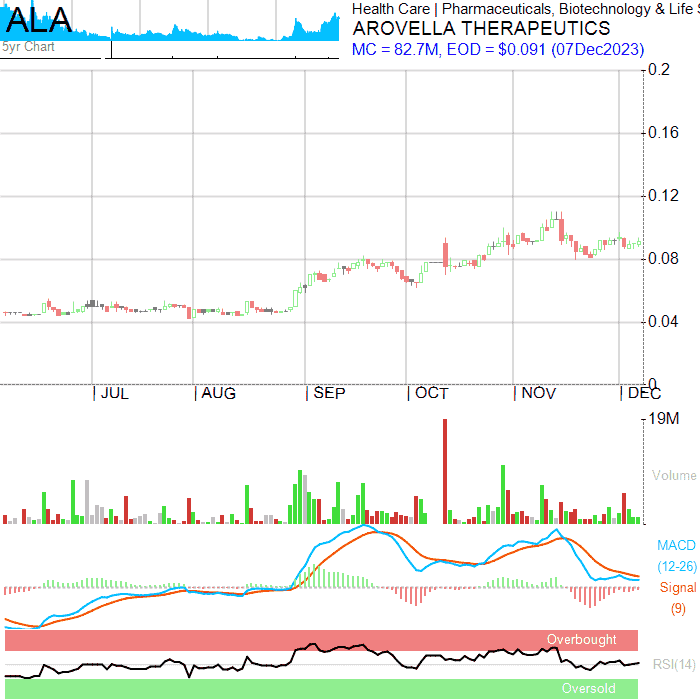 ALA
5yr Chart
Health Care | Pharmaceuticals, Biotechnology & Life S
AROVELLA THERAPEUTICS
MC = 82.7M, EOD = $0.091 (07Dec2023)
0.2
0.16
0.12
0.08
0.04
0
JUL AUG SEP OCT NOV DEC
19M
Volume
MACD
(12-26)
Signal
(9)
Overbought
RSI(14)
Oversold